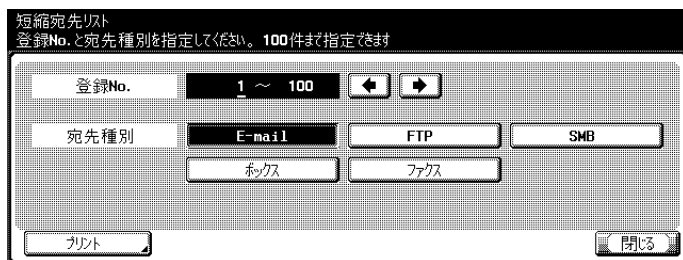 短縮宛先リスト
登録No.と宛先種別を指定してください。100件まで指定できます
登録No. 1 ～ 100
宛先種別 E-mail FTP SMB
ボックス ファクス
プリント 閉じる